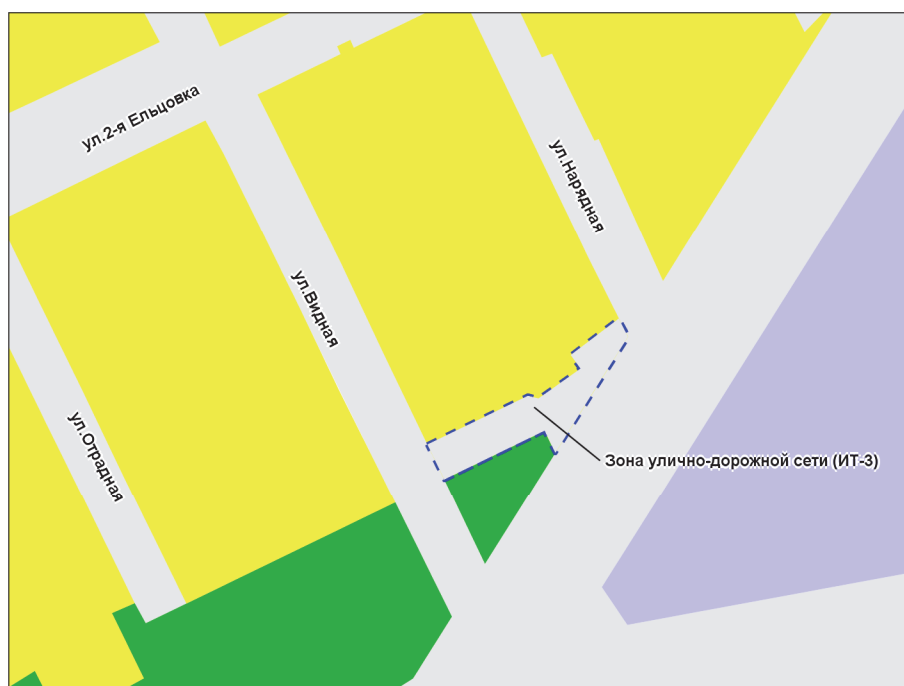 ул.2-я Ельцовка
ул.Нарядная
ул.Видная
ул.Отрадная
Зона улично-дорожной сети (ИТ-3)